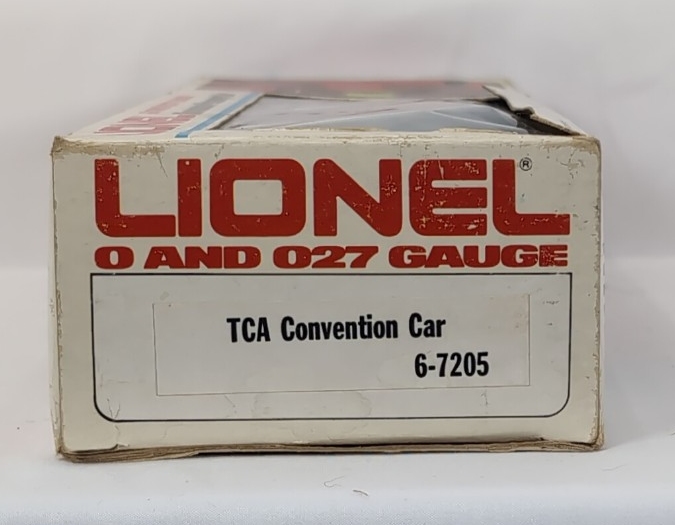 LIONEL®
O AND O27 GAUGE
TCA Convention Car
6-7205